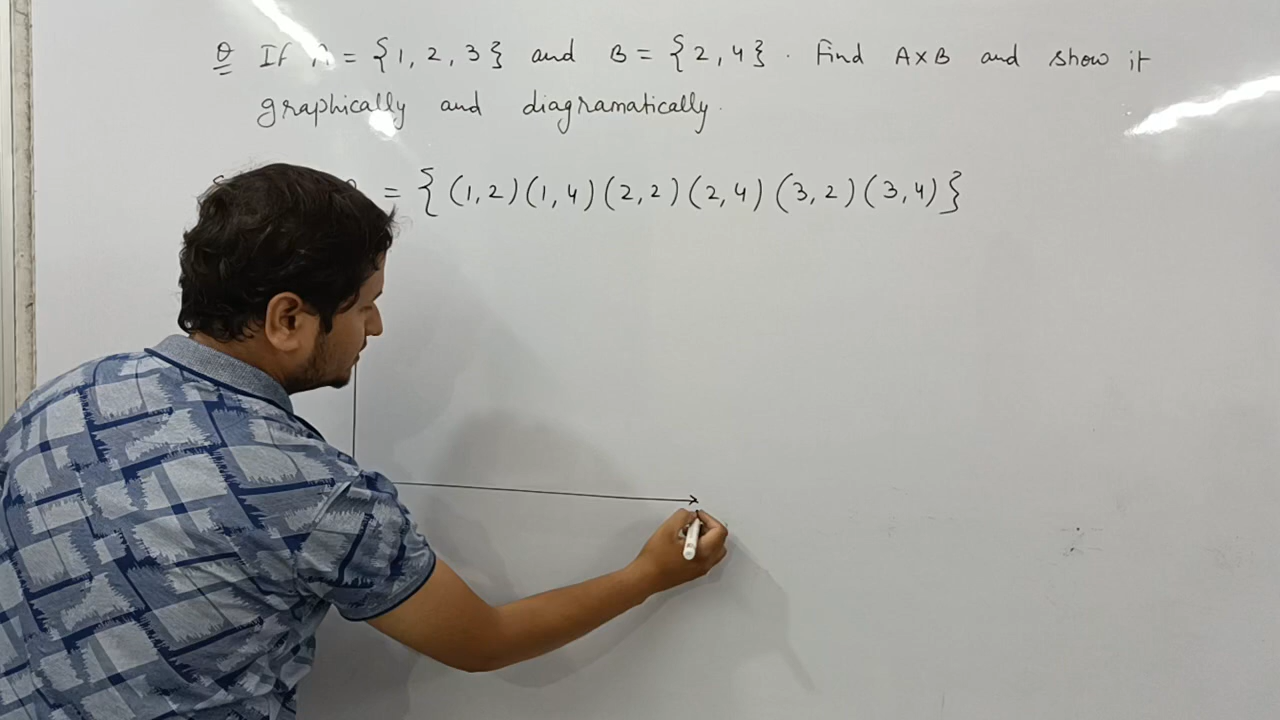 Q If A = {1, 2, 3} and B = {2, 4} . Find A×B and show it
graphically and diagramatically.
= {(1, 2)(1, 4)(2, 2)(2, 4)(3, 2)(3, 4)}